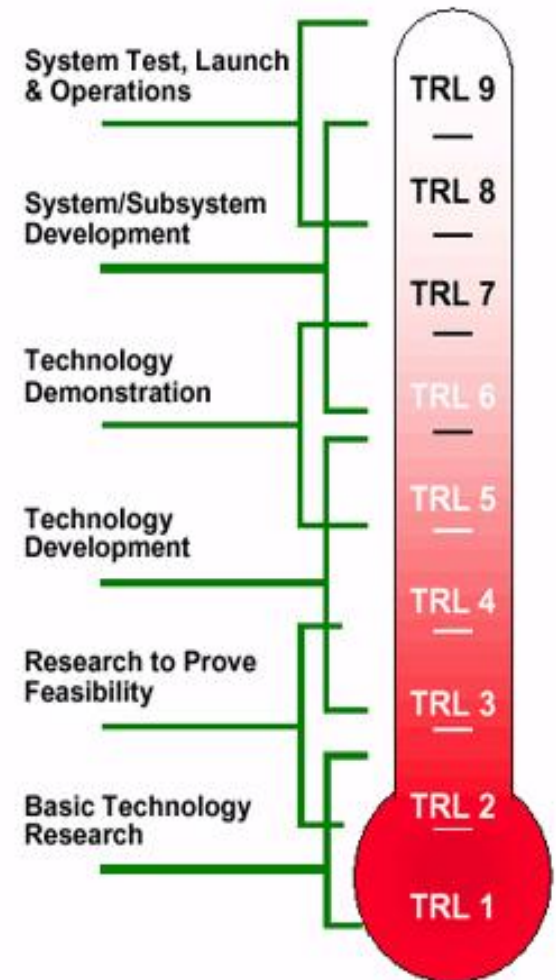 System Test, Launch
& Operations
System/Subsystem
Development
Technology
Demonstration
Technology
Development
Research to Prove
Feasibility
Basic Technology
Research
TRL 9
TRL 8
TRL 7
TRL 6
TRL 5
TRL 4
TRL 3
TRL 2
TRL 1